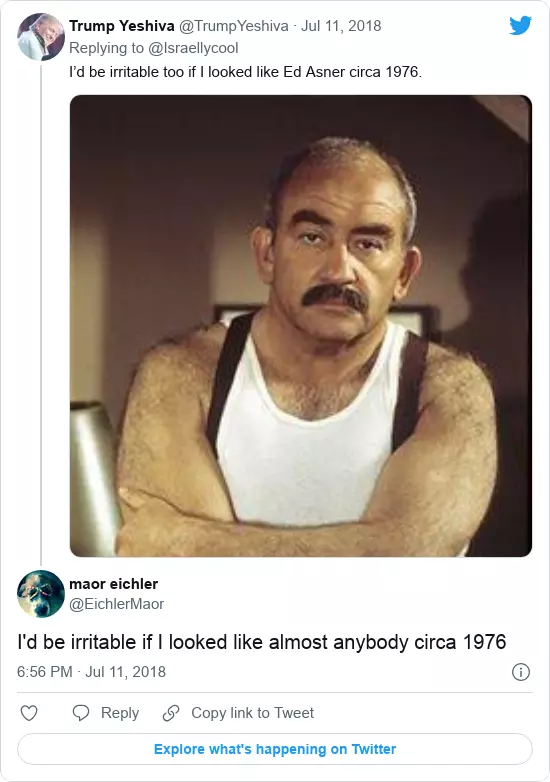 Trump Yeshiva @TrumpYeshiva · Jul 11, 2018
Replying to @Israellycool
I’d be irritable too if I looked like Ed Asner circa 1976.
maor eichler
@EichlerMaor
I'd be irritable if I looked like almost anybody circa 1976
6:56 PM · Jul 11, 2018
Reply
Copy link to Tweet
Explore what's happening on Twitter